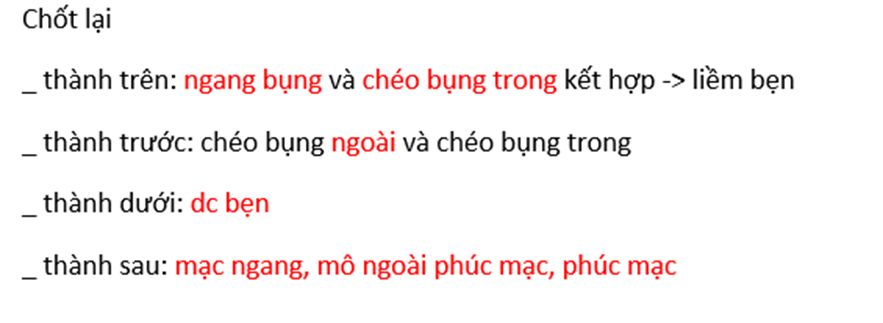 Chốt lại
_ thành trên: ngang bụng và chéo bụng trong kết hợp -> liềm bẹn
_ thành trước: chéo bụng ngoài và chéo bụng trong
_ thành dưới: dc bẹn
_ thành sau: mạc ngang, mô ngoài phúc mạc, phúc mạc